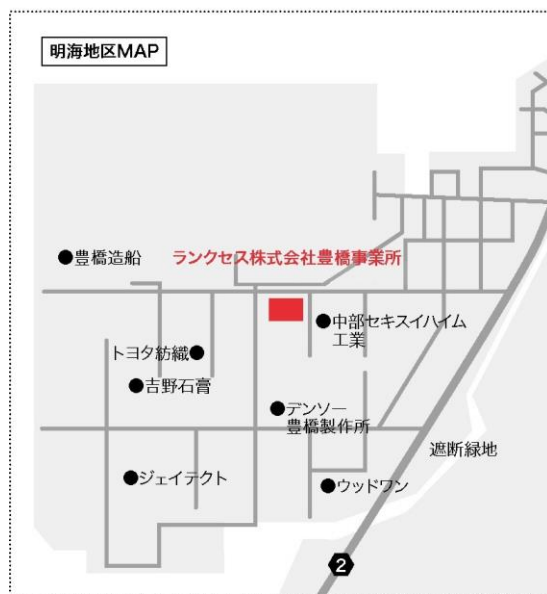 明海地区MAP
豊橋造船
ランクセス株式会社豊橋事業所
中部セキスイハイム
工業
トヨタ紡織
吉野石膏
デンソー
豊橋製作所
遮断緑地
ジェイテクト
ウッドワン
2